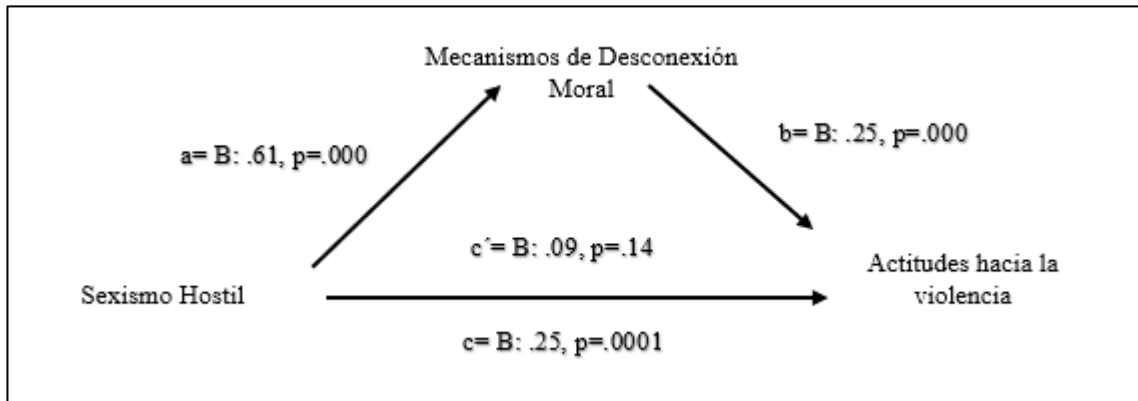 Mecanismos de Desconexión
Moral
a= B: .61, p=.000
b= B: .25, p=.000
c´= B: .09, p=.14
Sexismo Hostil
Actitudes hacia la
violencia
c= B: .25, p=.0001